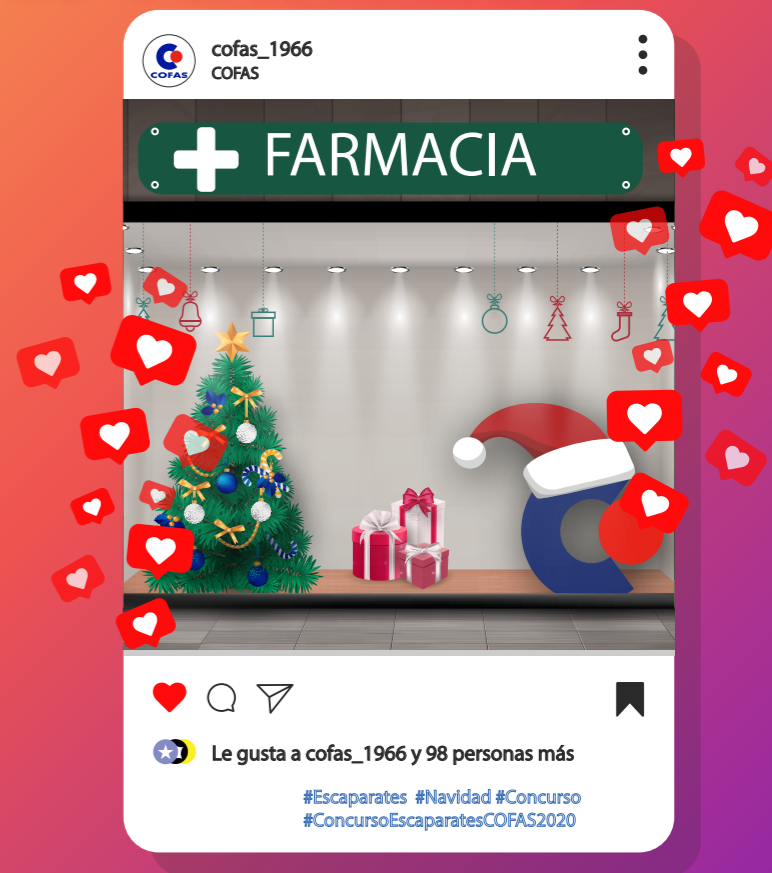 cofas_1966
COFAS
COFAS
FARMACIA
Le gusta a cofas_1966 y 98 personas más
#Escaparates #Navidad #Concurso
#ConcursoEscaparatesCOFAS2020